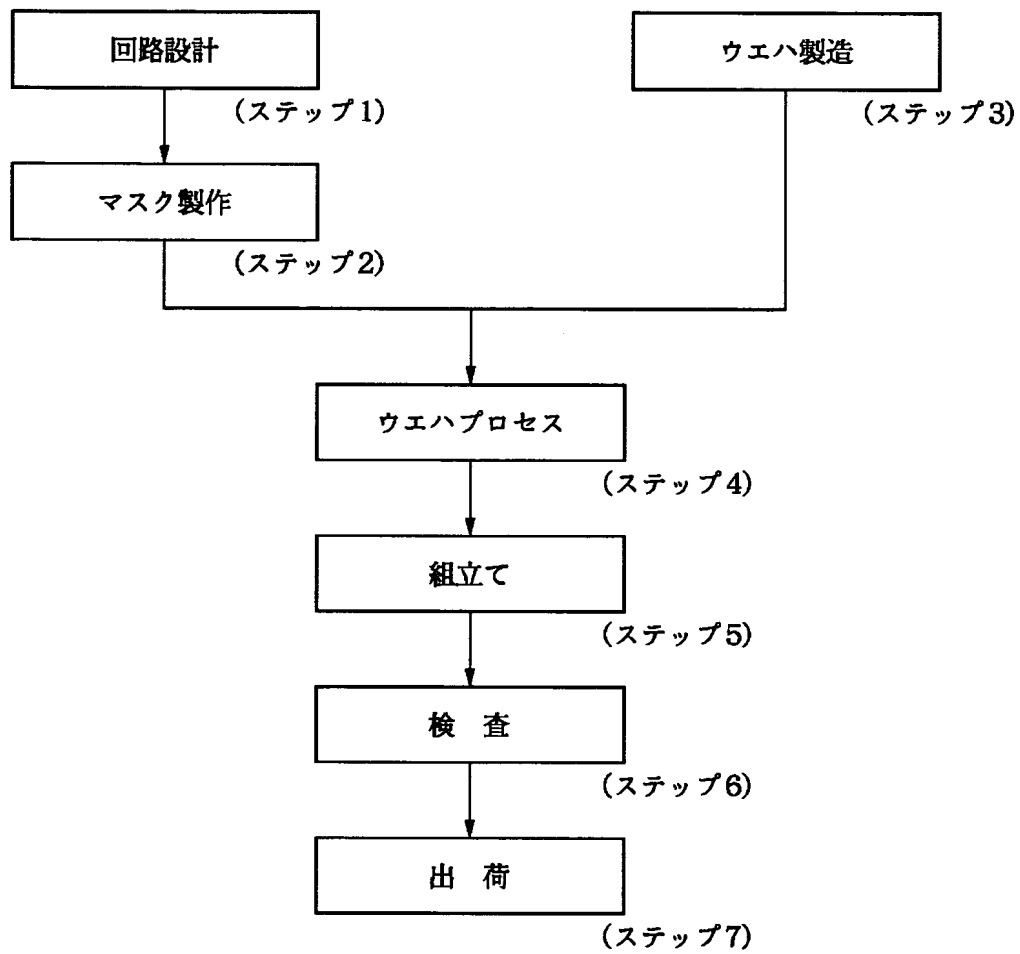 回路設計
(ステップ1)
マスク製作
(ステップ2)
ウエハ製造
(ステップ3)
ウエハプロセス
(ステップ4)
組立て
(ステップ5)
検 査
(ステップ6)
出 荷
(ステップ7)